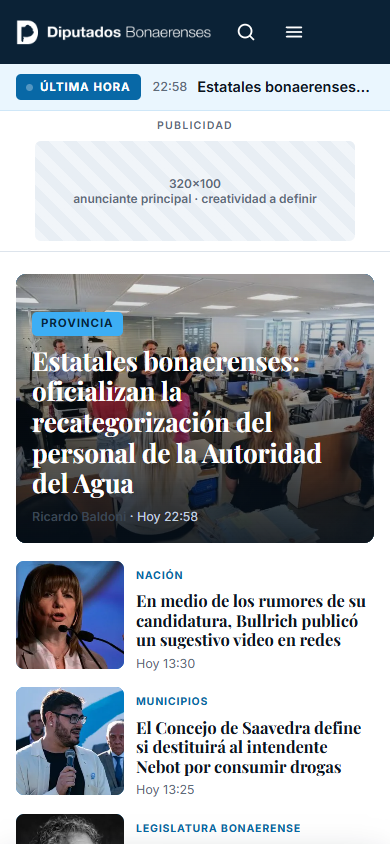 Diputados Bonaerenses
ÚLTIMA HORA 22:58 Estatales bonaerenses...
PUBLICIDAD
320×100
anunciante principal · creatividad a definir
PROVINCIA
Estatales bonaerenses:
oficializan la
recategorización del
personal de la Autoridad
del Agua
Ricardo Baldoni · Hoy 22:58
NACIÓN
En medio de los rumores de su
candidatura, Bullrich publicó
un sugestivo video en redes
Hoy 13:30
MUNICIPIOS
El Concejo de Saavedra define
si destituirá al intendente
Nebot por consumir drogas
Hoy 13:25
LEGISLATURA BONAERENSE